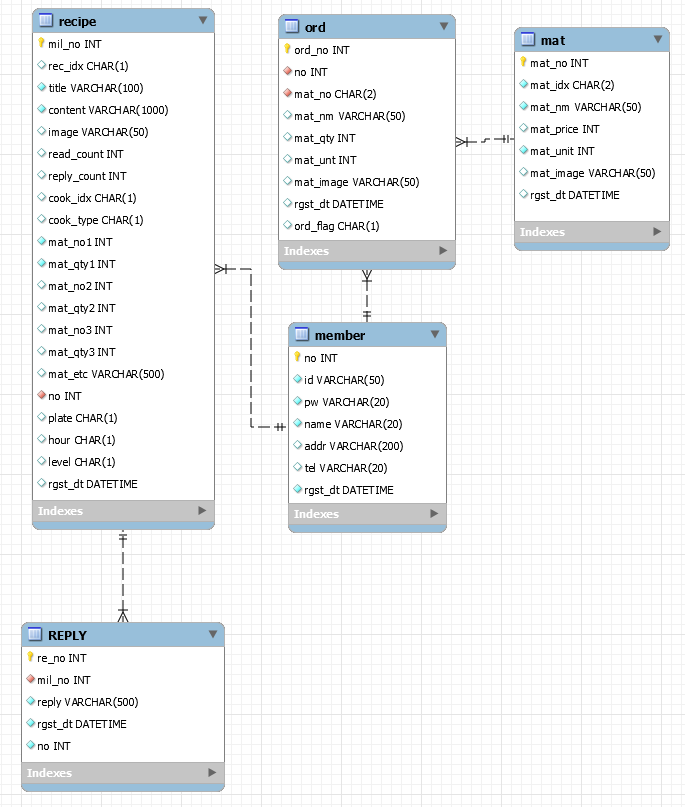 recipe
mil_no INT
rec_idx CHAR(1)
title VARCHAR(100)
content VARCHAR(1000)
image VARCHAR(50)
read_count INT
reply_count INT
cook_idx CHAR(1)
cook_type CHAR(1)
mat_no1 INT
mat_qty1 INT
mat_no2 INT
mat_qty2 INT
mat_no3 INT
mat_qty3 INT
mat_etc VARCHAR(500)
no INT
plate CHAR(1)
hour CHAR(1)
level CHAR(1)
rgst_dt DATETIME
Indexes
ord
ord_no INT
no INT
mat_no CHAR(2)
mat_nm VARCHAR(50)
mat_qty INT
mat_unt INT
mat_image VARCHAR(50)
rgst_dt DATETIME
ord_flag CHAR(1)
Indexes
mat
mat_no INT
mat_idx CHAR(2)
mat_nm VARCHAR(50)
mat_price INT
mat_unit INT
mat_image VARCHAR(50)
rgst_dt DATETIME
Indexes
member
no INT
id VARCHAR(50)
pw VARCHAR(20)
name VARCHAR(20)
addr VARCHAR(200)
tel VARCHAR(20)
rgst_dt DATETIME
Indexes
REPLY
re_no INT
mil_no INT
reply VARCHAR(500)
rgst_dt DATETIME
no INT
Indexes